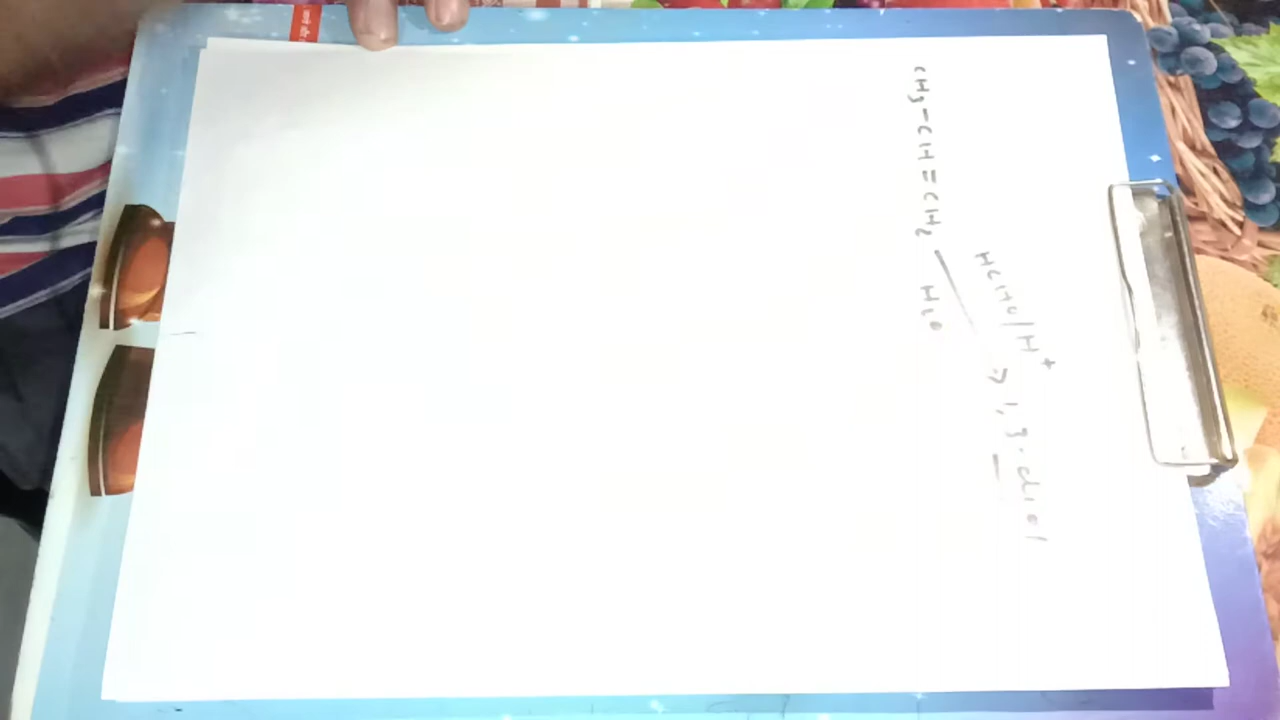 HCHO/H+
CH3-CH=CH2 → 1,3-diol
H2O